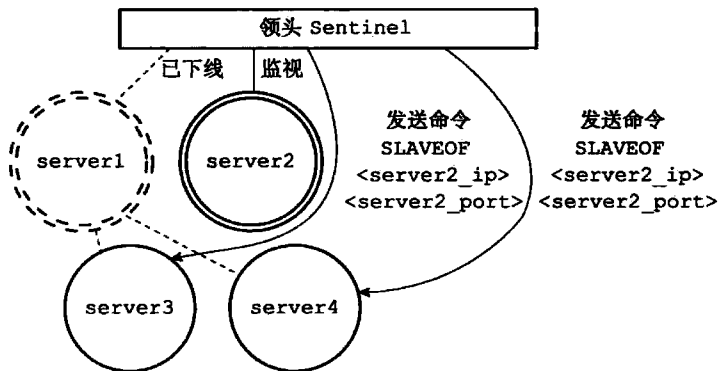 领头 Sentinel
已下线
监视
server1
server2
发送命令
SLAVEOF
<server2_ip>
<server2_port>
发送命令
SLAVEOF
<server2_ip>
<server2_port>
server3
server4